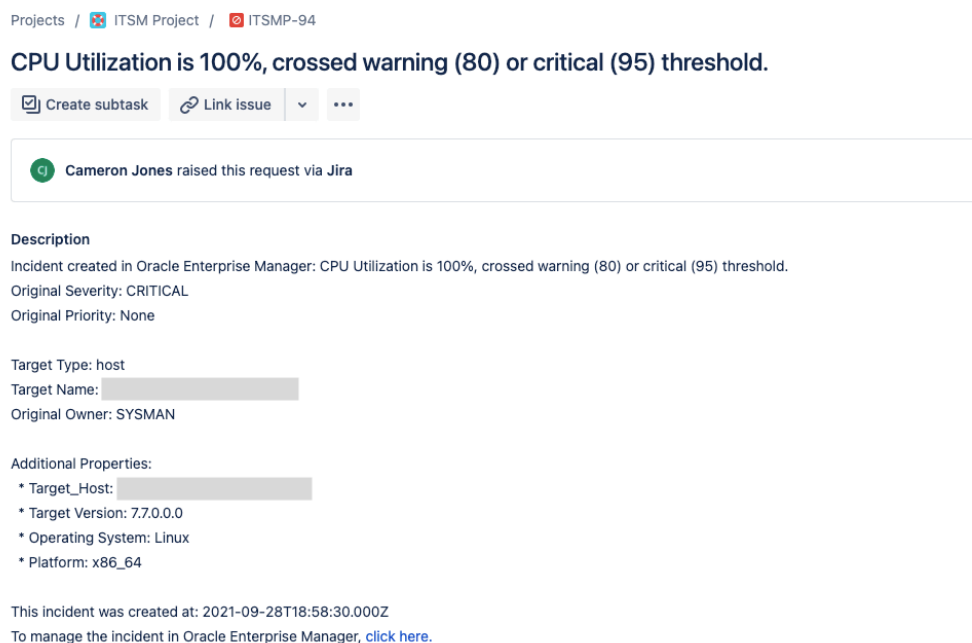 Projects / ITSM Project / ITSMP-94
CPU Utilization is 100%, crossed warning (80) or critical (95) threshold.
Create subtask Link issue
CJ Cameron Jones raised this request via Jira
Description
Incident created in Oracle Enterprise Manager: CPU Utilization is 100%, crossed warning (80) or critical (95) threshold.
Original Severity: CRITICAL
Original Priority: None
Target Type: host
Target Name:
Original Owner: SYSMAN
Additional Properties:
* Target_Host:
* Target Version: 7.7.0.0.0
* Operating System: Linux
* Platform: x86_64
This incident was created at: 2021-09-28T18:58:30.000Z
To manage the incident in Oracle Enterprise Manager, click here.